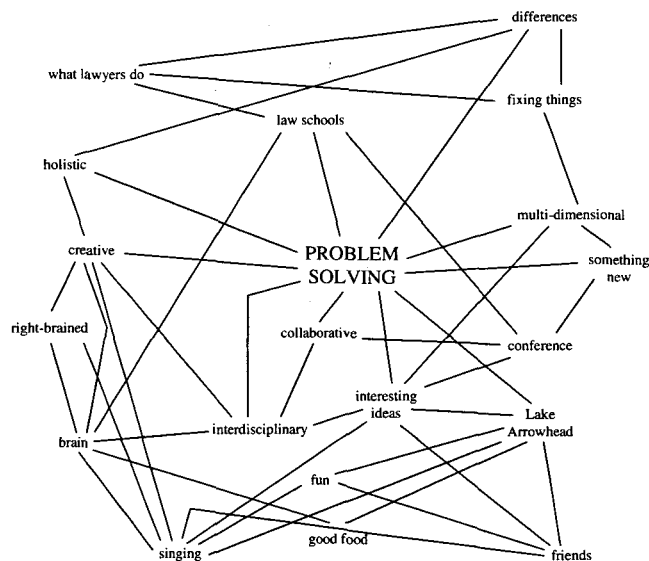 differences
what lawyers do
fixing things
law schools
holistic
multi-dimensional
PROBLEM
SOLVING
creative
something
new
right-brained
collaborative
conference
interesting
ideas
Lake
Arrowhead
interdisciplinary
brain
fun
good food
singing
friends